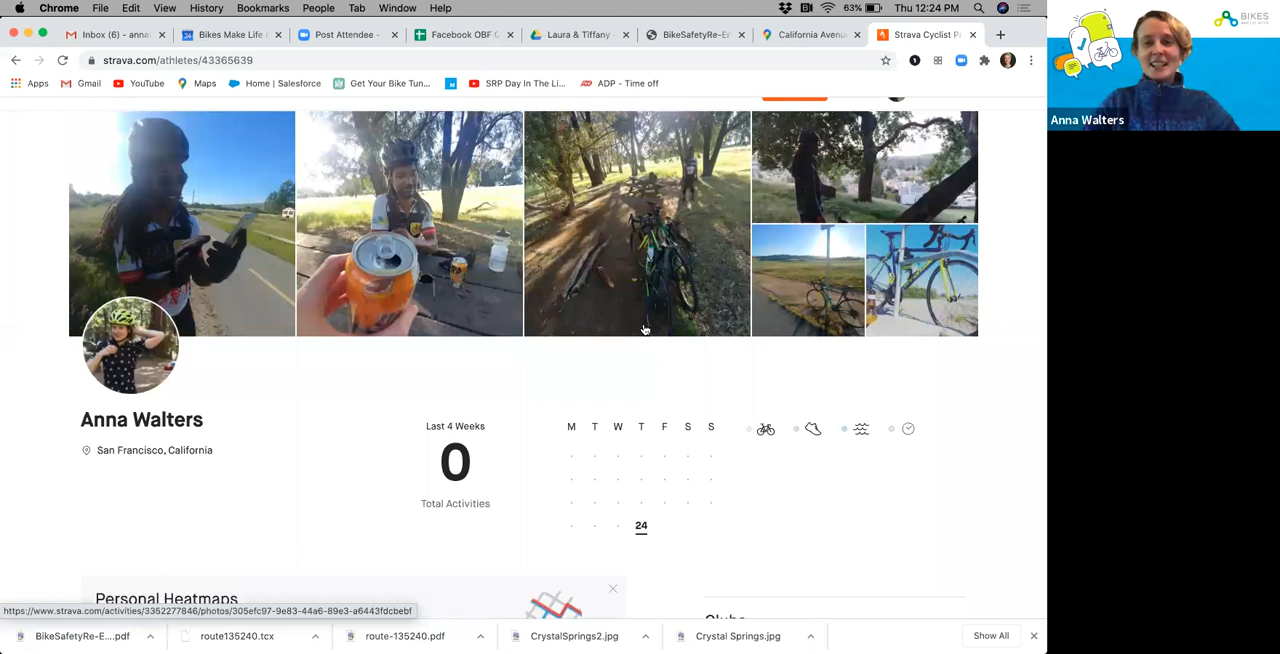 Chrome File Edit View History Bookmarks People Tab Window Help 63% Thu 12:24 PM
Inbox (6) - anna Bikes Make Life 24 Post Attendee - Facebook OBF Laura & Tiffany BikeSafetyRe-E California Avenu Strava Cyclist P
strava.com/athletes/43365639
Apps Gmail YouTube Maps Home | Salesforce Get Your Bike Tun... SRP Day In The Li... ADP - Time off
BIKES
Anna Walters
Anna Walters
San Francisco, California
Last 4 Weeks
0
Total Activities
M T W T F S S
24
Personal Heatmaps
Clubs
https://www.strava.com/activities/3352277846/photos/305efc97-9e83-44a6-89e3-a6443fdcbebf
BikeSafetyRe-E....pdf route135240.tcx route-135240.pdf CrystalSprings2.jpg Crystal Springs.jpg Show All